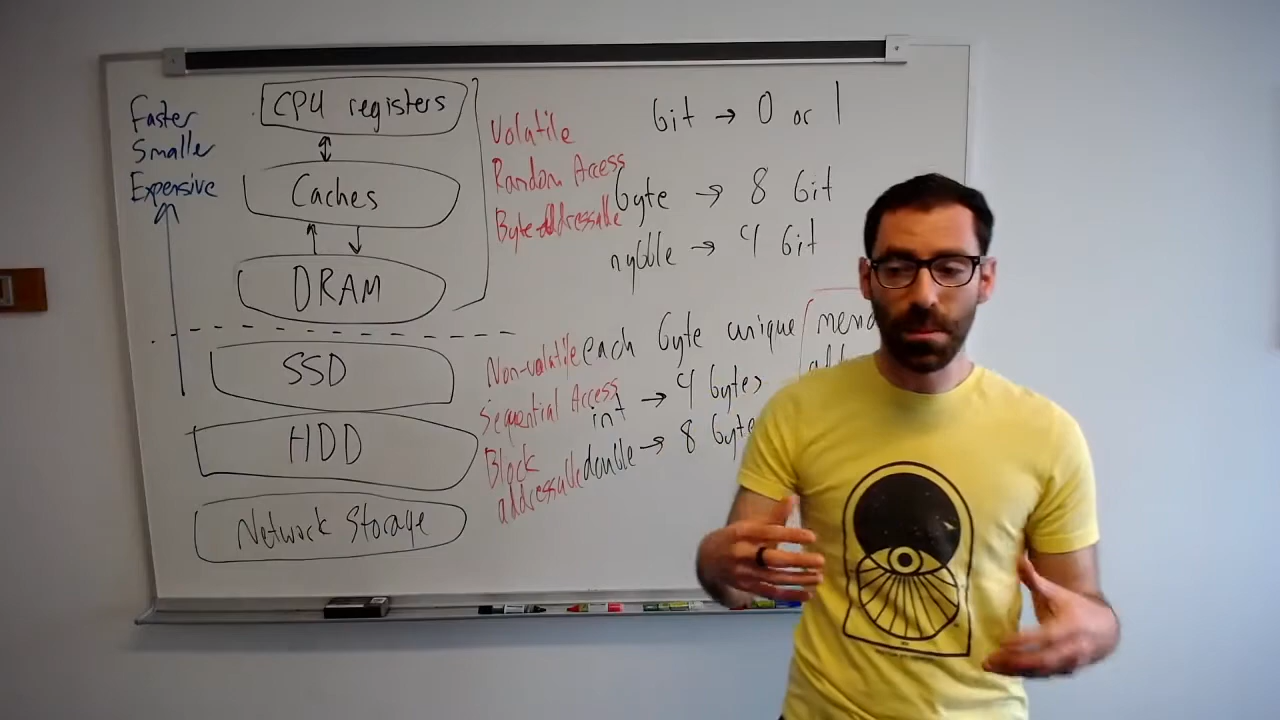 Faster
Smaller
Expensive
CPU registers
Caches
DRAM
SSD
HDD
Network Storage
Volatile
Random Access
Byte-addressable
Non-volatile
Sequential Access
Block
addressable
bit → 0 or 1
byte → 8 bit
nybble → 4 bit
each byte unique
int → 4 bytes
double → 8 byte